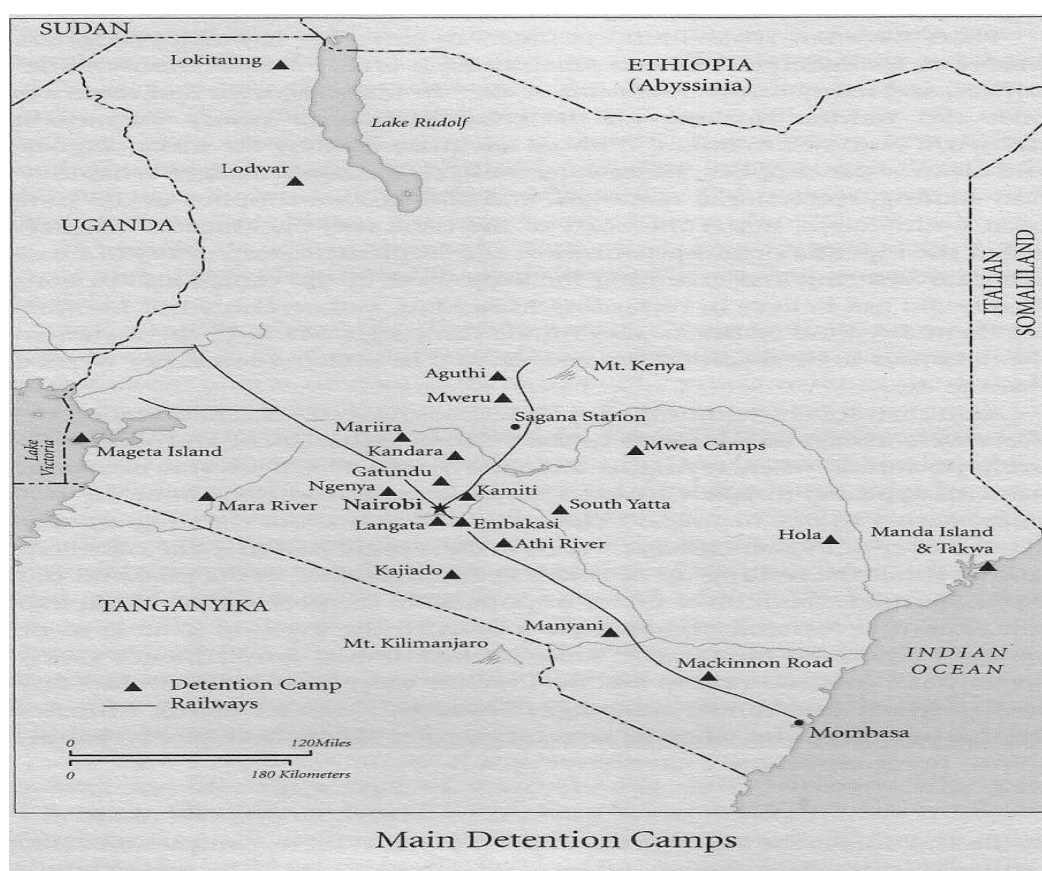 SUDAN
Lokitaung
ETHIOPIA
(Abyssinia)
Lake Rudolf
Lodwar
UGANDA
ITALIAN
SOMALILAND
Aguthi
Mt. Kenya
Mweru
Sagana Station
Mariira
Mwea Camps
Lake
Victoria
Mageta Island
Kandara
Gatundu
Ngenya
Kamiti
Mara River
Nairobi
South Yatta
Langata
Embakasi
Athi River
Hola
Manda Island
& Takwa
Kajiado
TANGANYIKA
Manyani
Mt. Kilimanjaro
INDIAN
OCEAN
Mackinnon Road
Detention Camp
Railways
Mombasa
0
120 Miles
0
180 Kilometers
Main Detention Camps